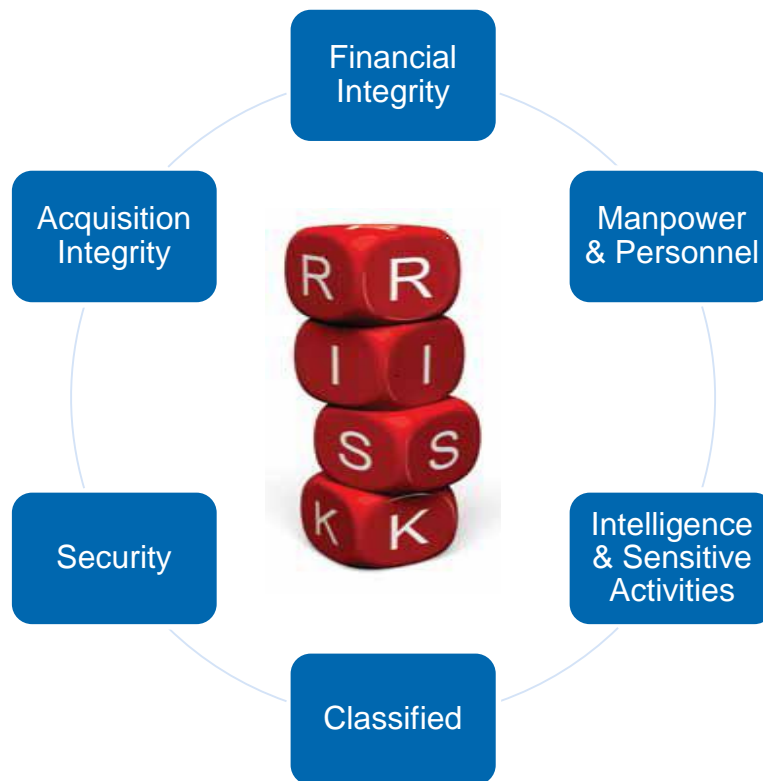 Financial
Integrity
Acquisition
Integrity
Manpower
& Personnel
R R
I I
S S
K K
Security
Intelligence
& Sensitive
Activities
Classified